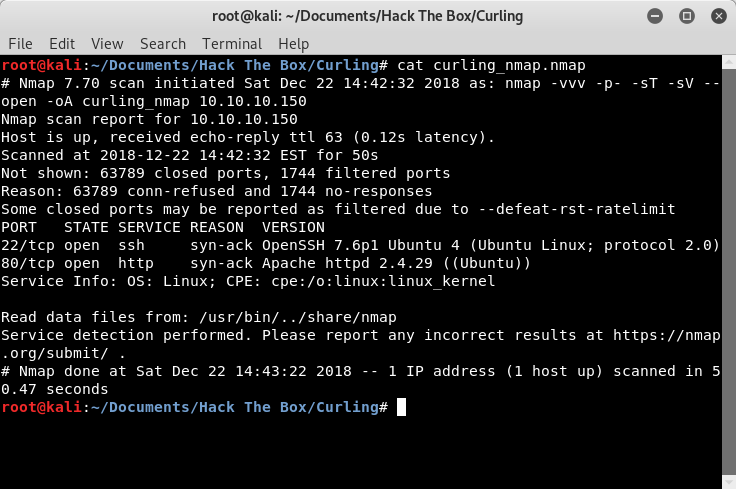 root@kali: ~/Documents/Hack The Box/Curling
File Edit View Search Terminal Help
root@kali:~/Documents/Hack The Box/Curling# cat curling_nmap.nmap
# Nmap 7.70 scan initiated Sat Dec 22 14:42:32 2018 as: nmap -vvv -p- -sT -sV --
open -oA curling_nmap 10.10.10.150
Nmap scan report for 10.10.10.150
Host is up, received echo-reply ttl 63 (0.12s latency).
Scanned at 2018-12-22 14:42:32 EST for 50s
Not shown: 63789 closed ports, 1744 filtered ports
Reason: 63789 conn-refused and 1744 no-responses
Some closed ports may be reported as filtered due to --defeat-rst-ratelimit
PORT   STATE SERVICE REASON  VERSION
22/tcp open  ssh     syn-ack OpenSSH 7.6p1 Ubuntu 4 (Ubuntu Linux; protocol 2.0)
80/tcp open  http    syn-ack Apache httpd 2.4.29 ((Ubuntu))
Service Info: OS: Linux; CPE: cpe:/o:linux:linux_kernel
Read data files from: /usr/bin/../share/nmap
Service detection performed. Please report any incorrect results at https://nmap
.org/submit/ .
# Nmap done at Sat Dec 22 14:43:22 2018 -- 1 IP address (1 host up) scanned in 5
0.47 seconds
root@kali:~/Documents/Hack The Box/Curling#